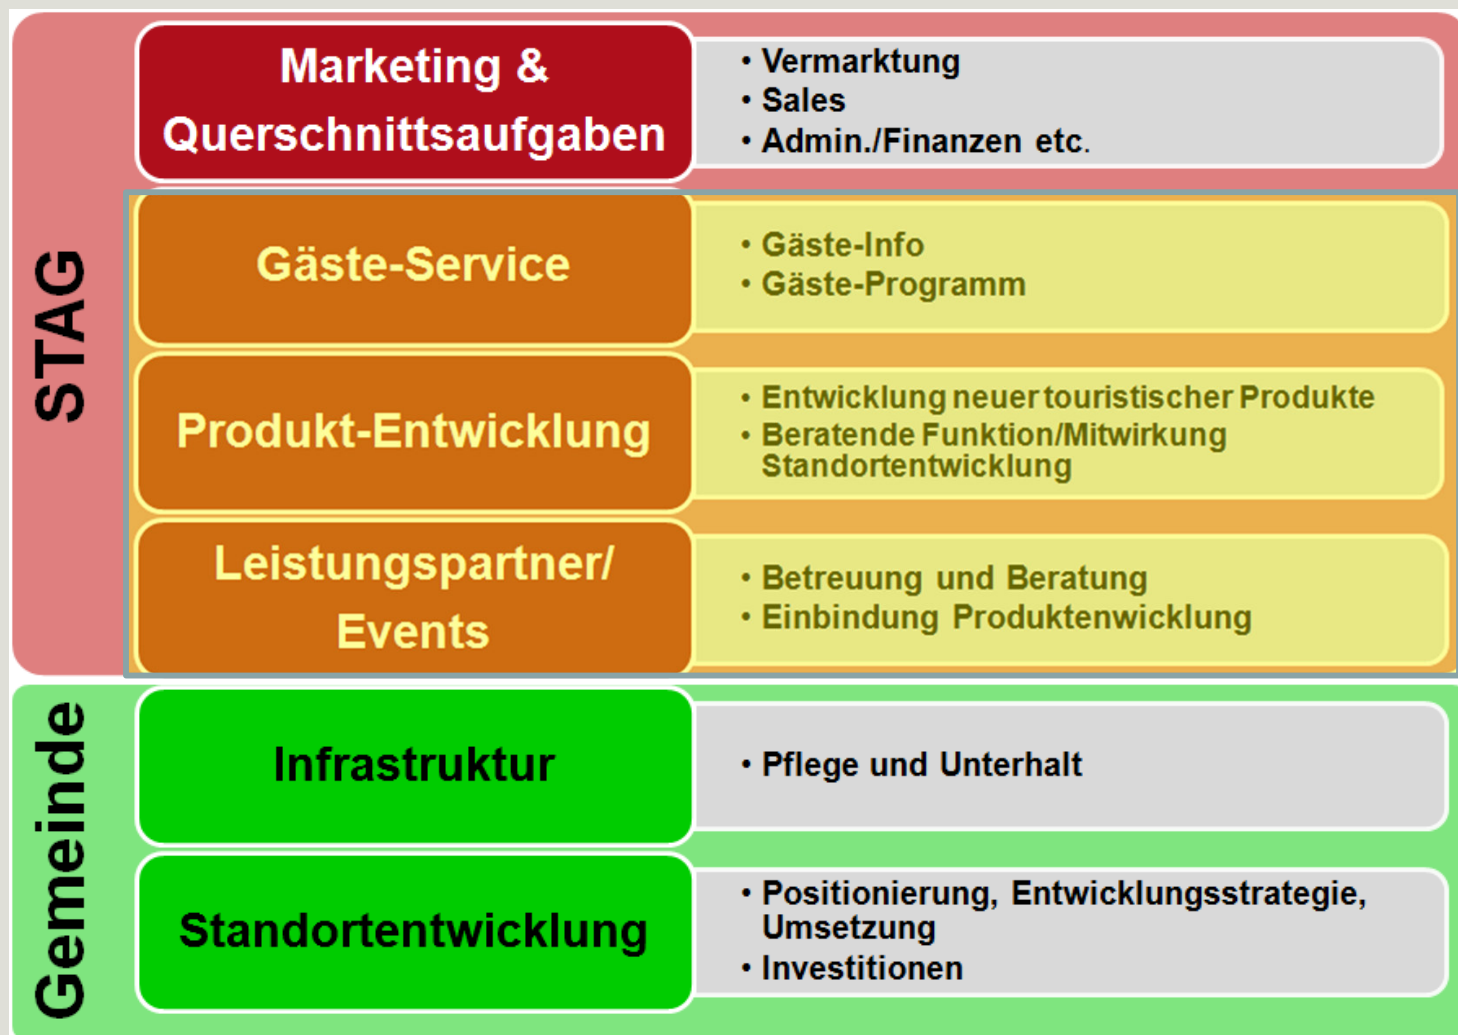 STAG
Marketing &
Querschnittsaufgaben
• Vermarktung
• Sales
• Admin./Finanzen etc.
Gäste-Service
• Gäste-Info
• Gäste-Programm
Produkt-Entwicklung
• Entwicklung neuer touristischer Produkte
• Beratende Funktion/Mitwirkung
Standortentwicklung
Leistungspartner/
Events
• Betreuung und Beratung
• Einbindung Produktenwicklung
Gemeinde
Infrastruktur
• Pflege und Unterhalt
Standortentwicklung
• Positionierung, Entwicklungsstrategie,
Umsetzung
• Investitionen